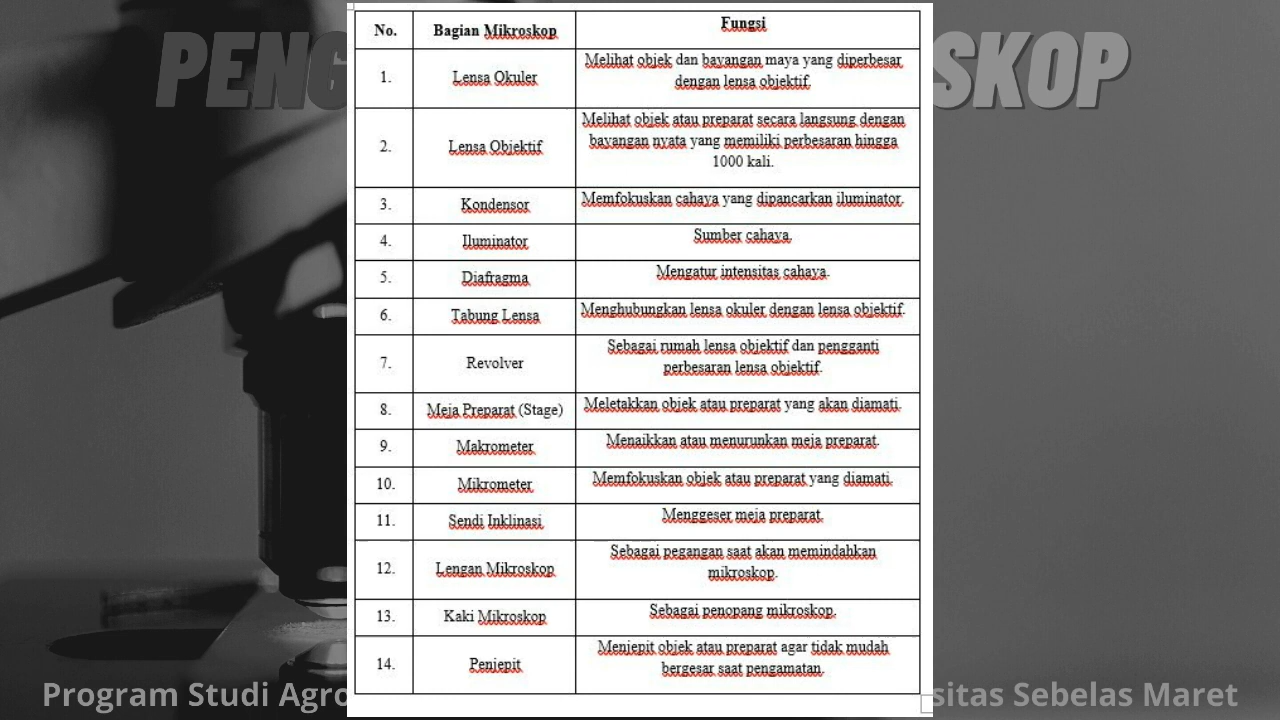 PENG
SKOP
No. Bagian Mikroskop Fungsi
1. Lensa Okuler Melihat objek dan bayangan maya yang diperbesar
dengan lensa objektif.
2. Lensa Objektif Melihat objek atau preparat secara langsung dengan
bayangan nyata yang memiliki perbesaran hingga
1000 kali.
3. Kondensor Memfokuskan cahaya yang dipancarkan iluminator.
4. Iluminator Sumber cahaya.
5. Diafragma Mengatur intensitas cahaya.
6. Tabung Lensa Menghubungkan lensa okuler dengan lensa objektif.
7. Revolver Sebagai rumah lensa objektif dan pengganti
perbesaran lensa objektif.
8. Meja Preparat (Stage) Meletakkan objek atau preparat yang akan diamati.
9. Makrometer Menaikkan atau menurunkan meja preparat.
10. Mikrometer Memfokuskan objek atau preparat yang diamati.
11. Sendi Inklinasi Menggeser meja preparat.
12. Lengan Mikroskop Sebagai pegangan saat akan memindahkan
mikroskop.
13. Kaki Mikroskop Sebagai penopang mikroskop.
14. Penjepit Menjepit objek atau preparat agar tidak mudah
bergesar saat pengamatan.
Program Studi Agro
sitas Sebelas Maret